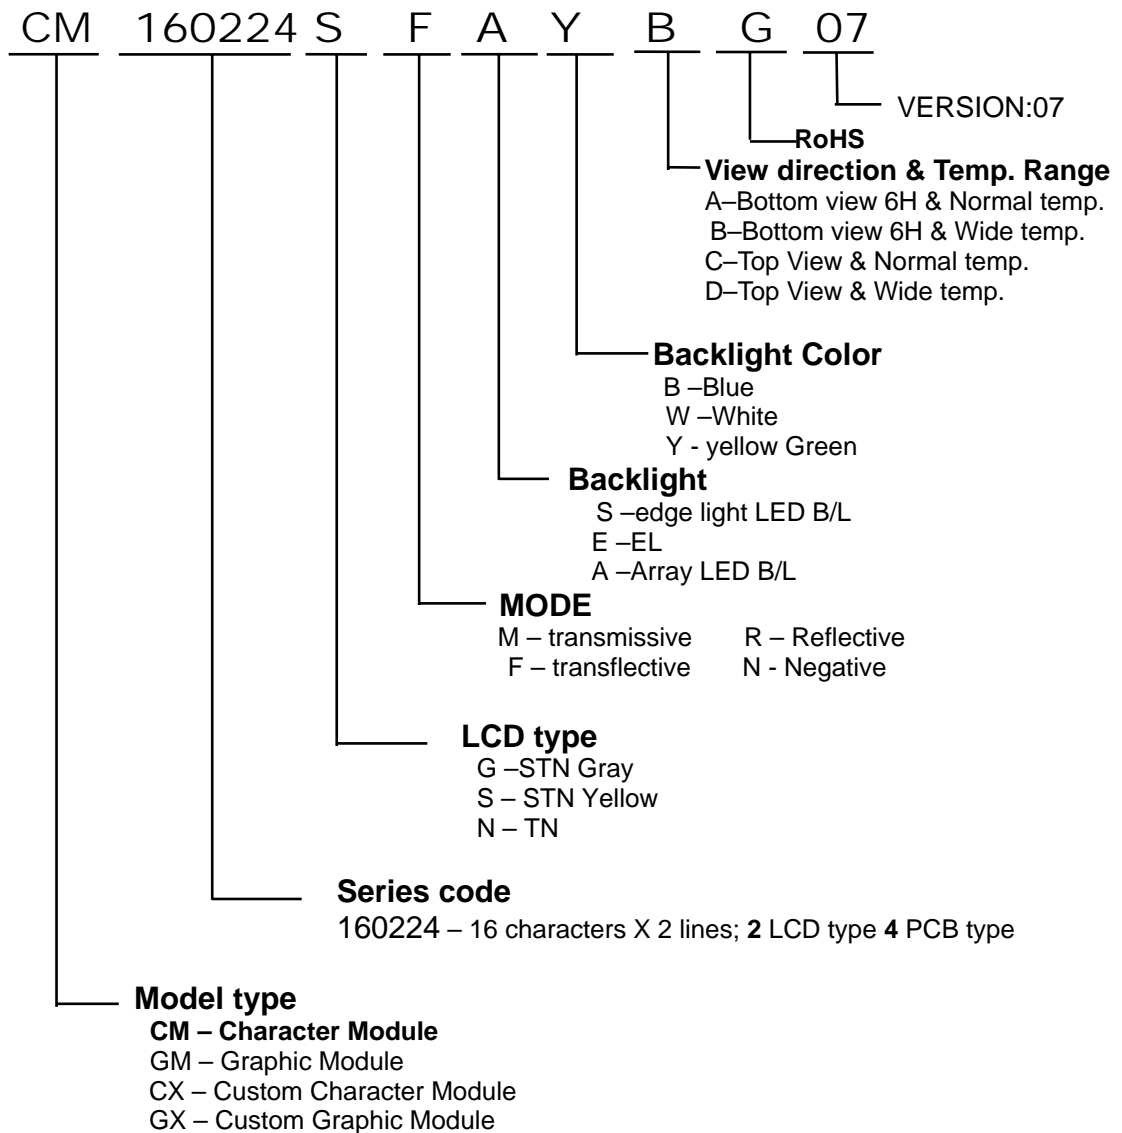 CM 160224 S F A Y B G 07
VERSION:07
RoHS
View direction & Temp. Range
A–Bottom view 6H & Normal temp.
B–Bottom view 6H & Wide temp.
C–Top View & Normal temp.
D–Top View & Wide temp.
Backlight Color
B –Blue
W –White
Y - yellow Green
Backlight
S –edge light LED B/L
E –EL
A –Array LED B/L
MODE
M – transmissive R – Reflective
F – transflective N - Negative
LCD type
G –STN Gray
S – STN Yellow
N – TN
Series code
160224 – 16 characters X 2 lines; 2 LCD type 4 PCB type
Model type
CM – Character Module
GM – Graphic Module
CX – Custom Character Module
GX – Custom Graphic Module